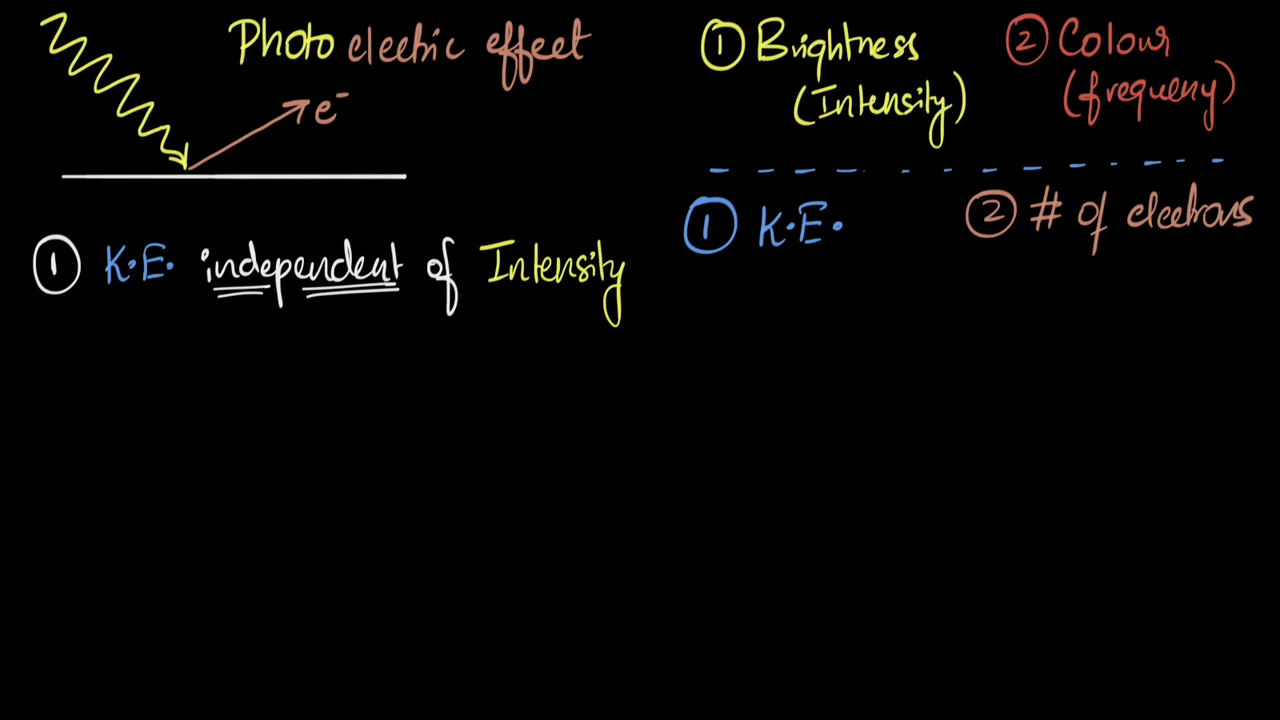 Photo electric effect
e⁻
① Brightness (Intensity)
② Colour (frequeny)
① K.E.
② # of electrons
① K.E. independent of Intensity